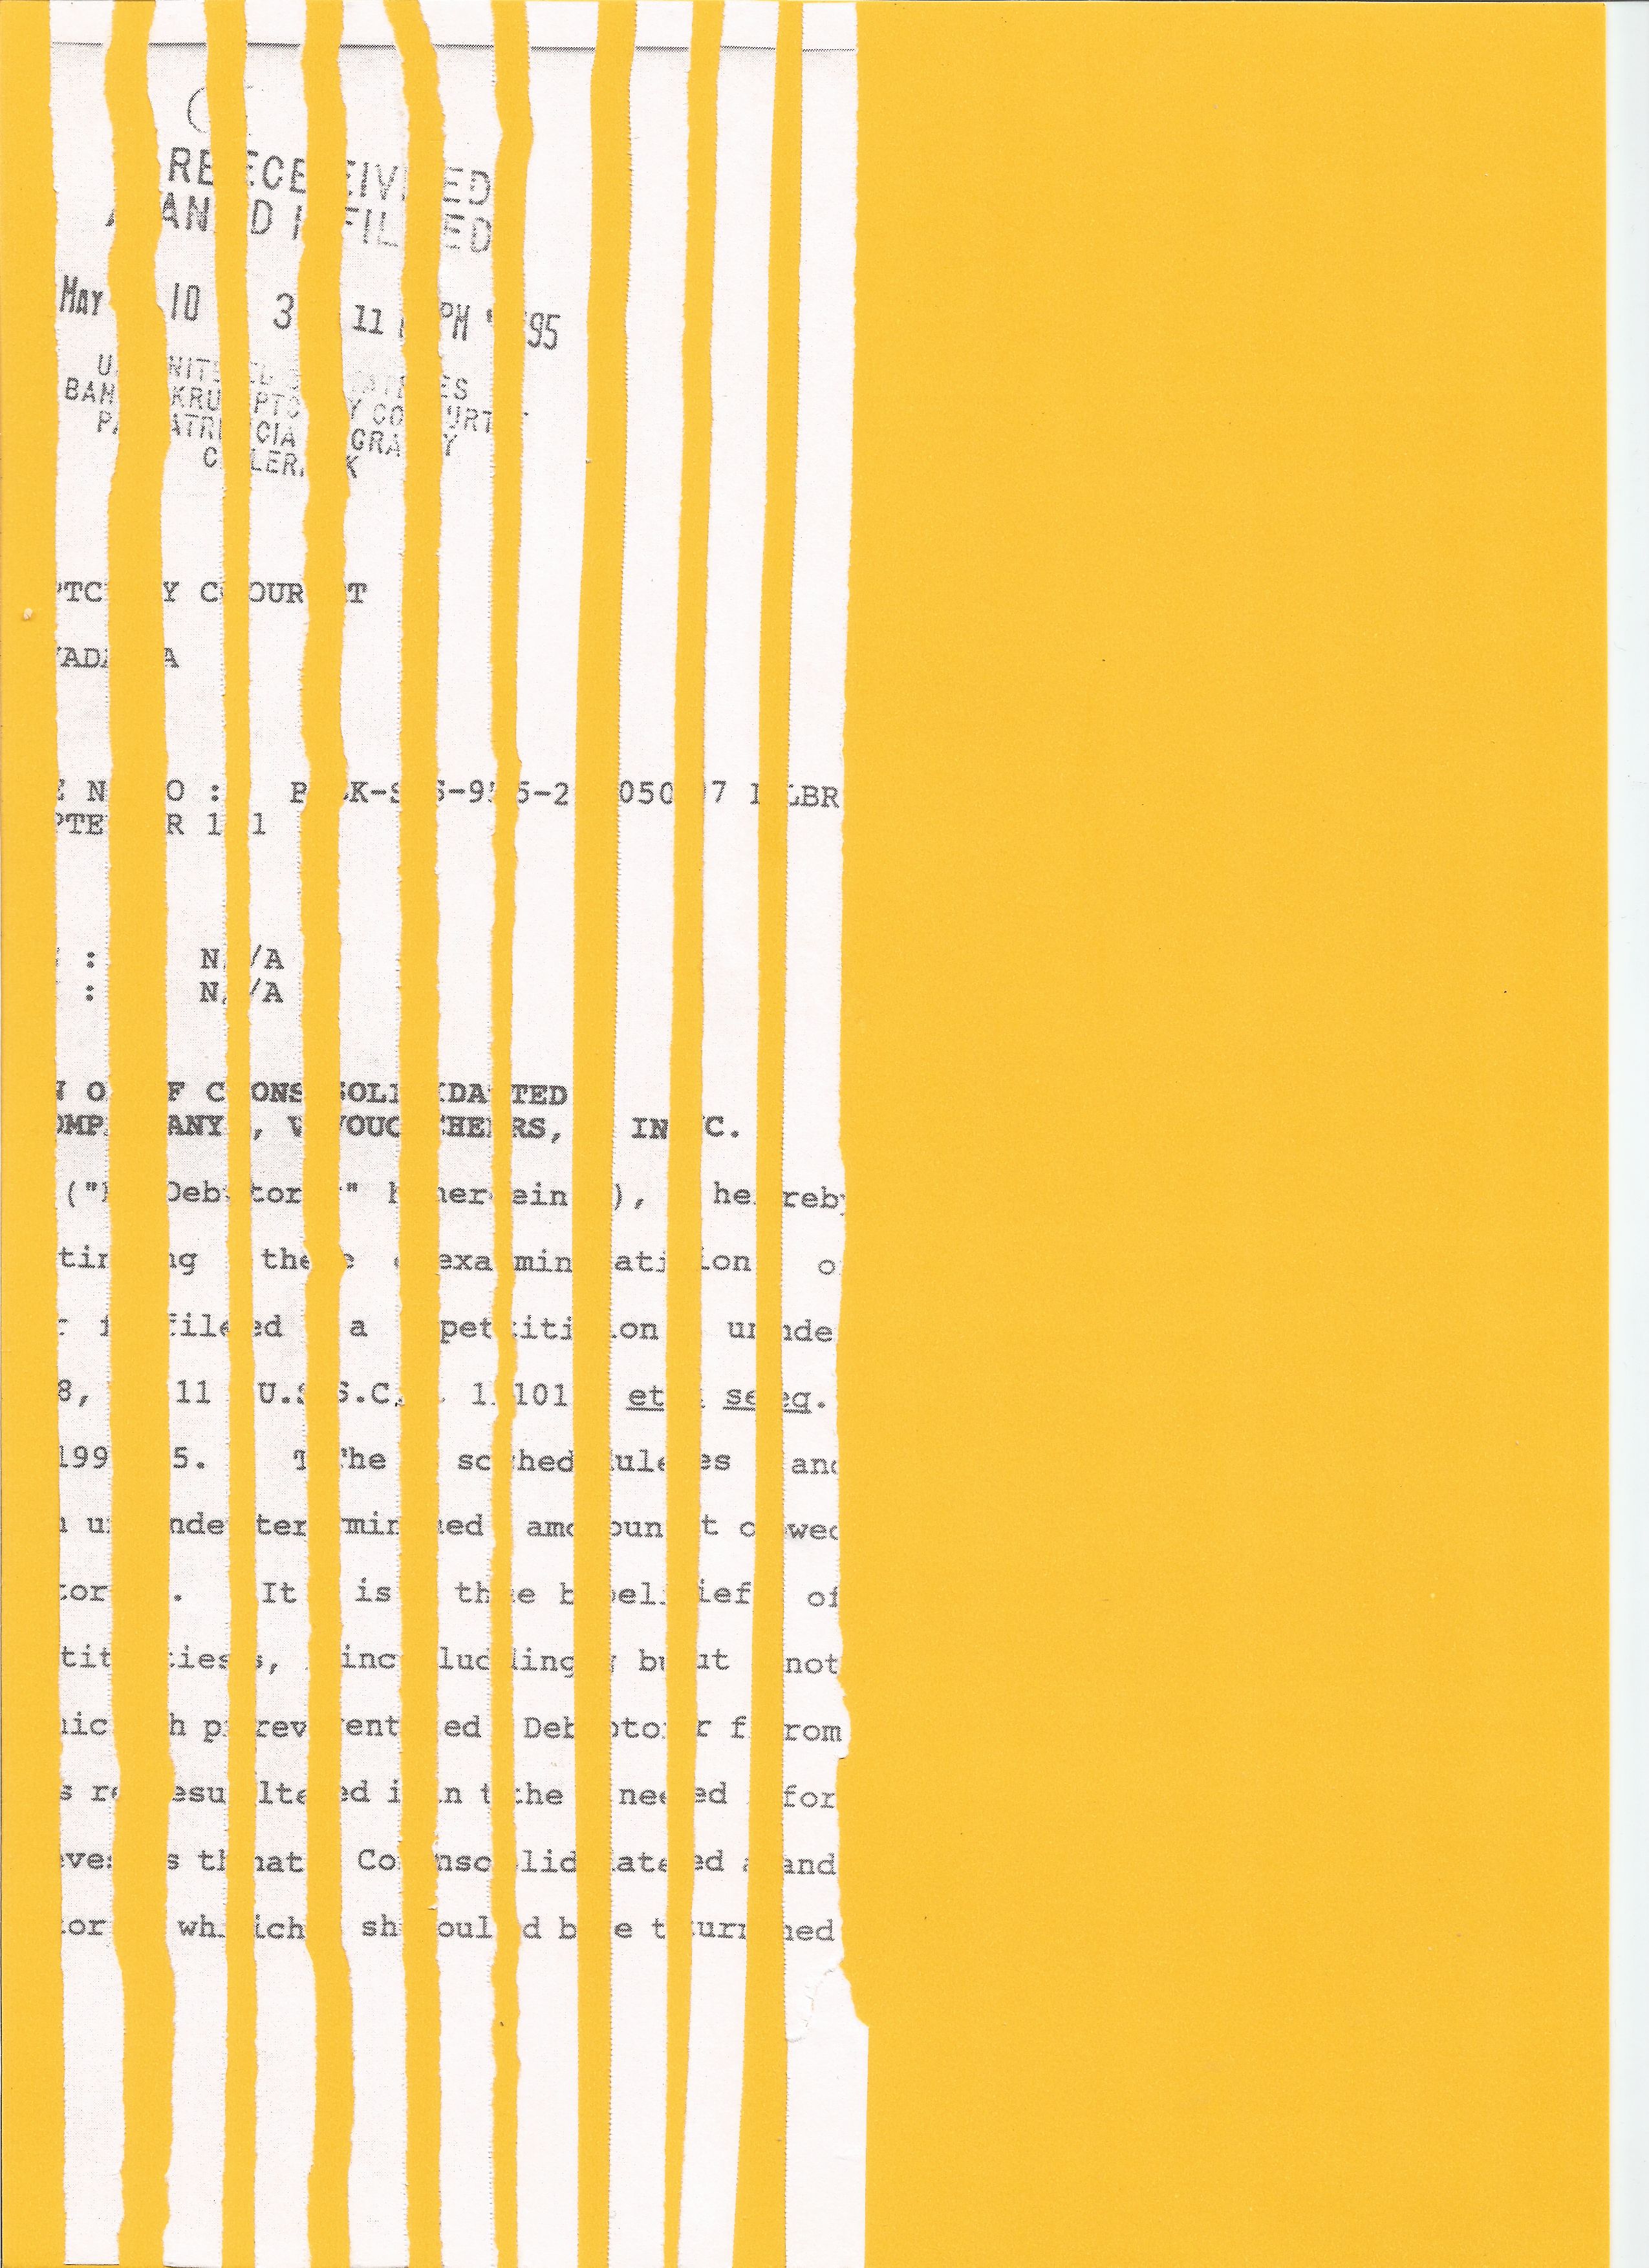 RECEIVED
AND FILED
MAY 10 3 11 PM '95
UNITED STATES
BANKRUPTCY COURT
PATRICIA GRAY
CLERK
PTCY COURT
VADA
E NO: BK-S-95-20507 LBR
PTER 11
: N/A
: N/A
N OF CONSOLIDATED
OMPANY, VOUCHERS, INC.
("Debtor" herein), hereby
ting the examination o
r filed a petition unde
8, 11 U.S.C. 1101 et seq.
1995. The schedules and
n undetermined amount owed
tor. It is the belief of
tities, including but not
hich prevented Debtor from
s resulted in the need for
eves that Consolidated and
tor which should be turned